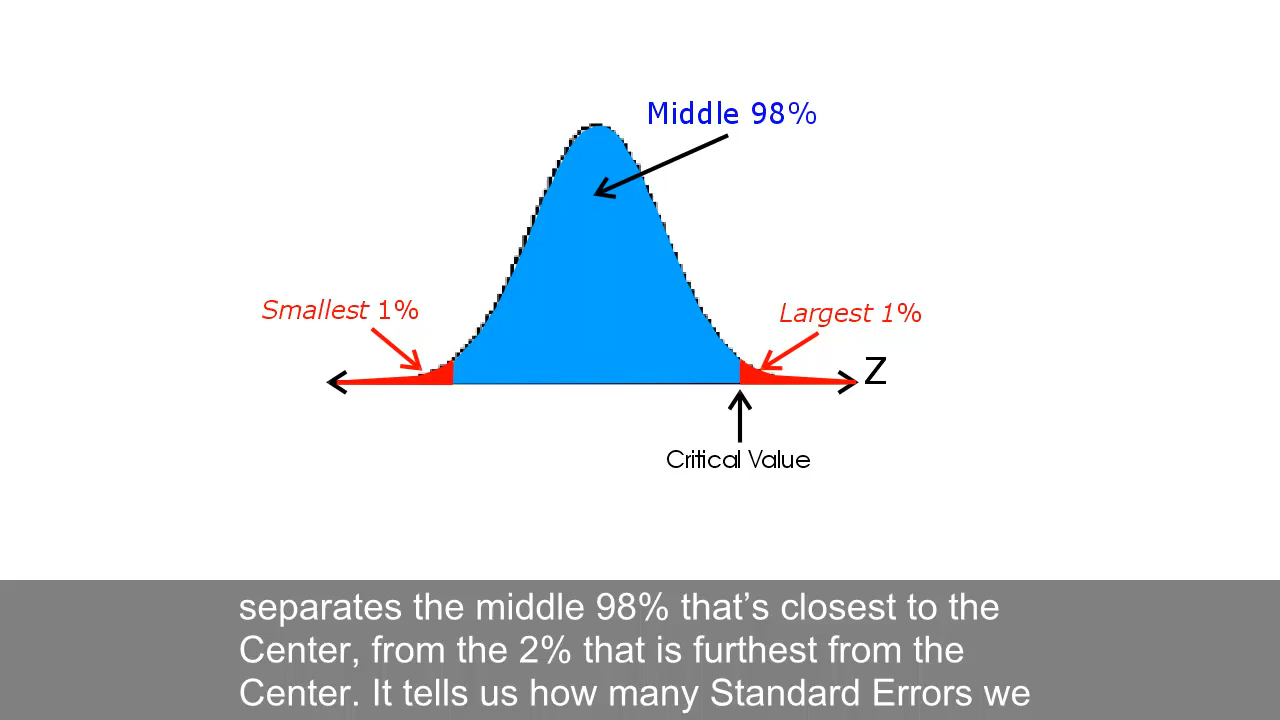 Middle 98%
Smallest 1%
Largest 1%
Z
Critical Value
separates the middle 98% that’s closest to the
Center, from the 2% that is furthest from the
Center. It tells us how many Standard Errors we